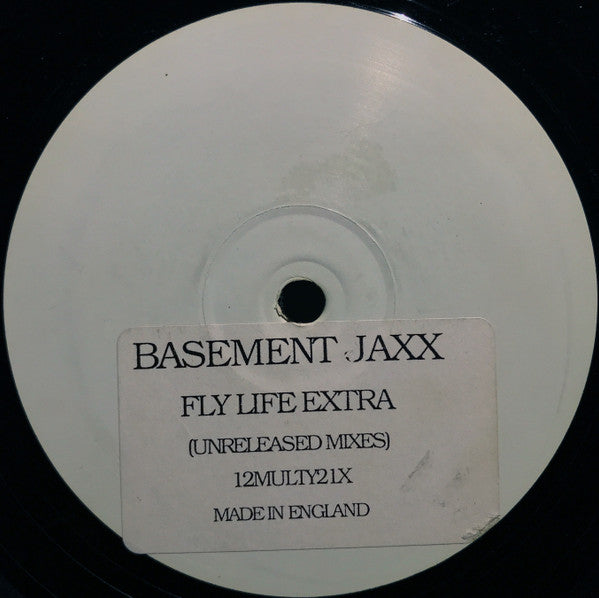 BASEMENT JAXX
FLY LIFE EXTRA
(UNRELEASED MIXES)
12MULTY21X
MADE IN ENGLAND